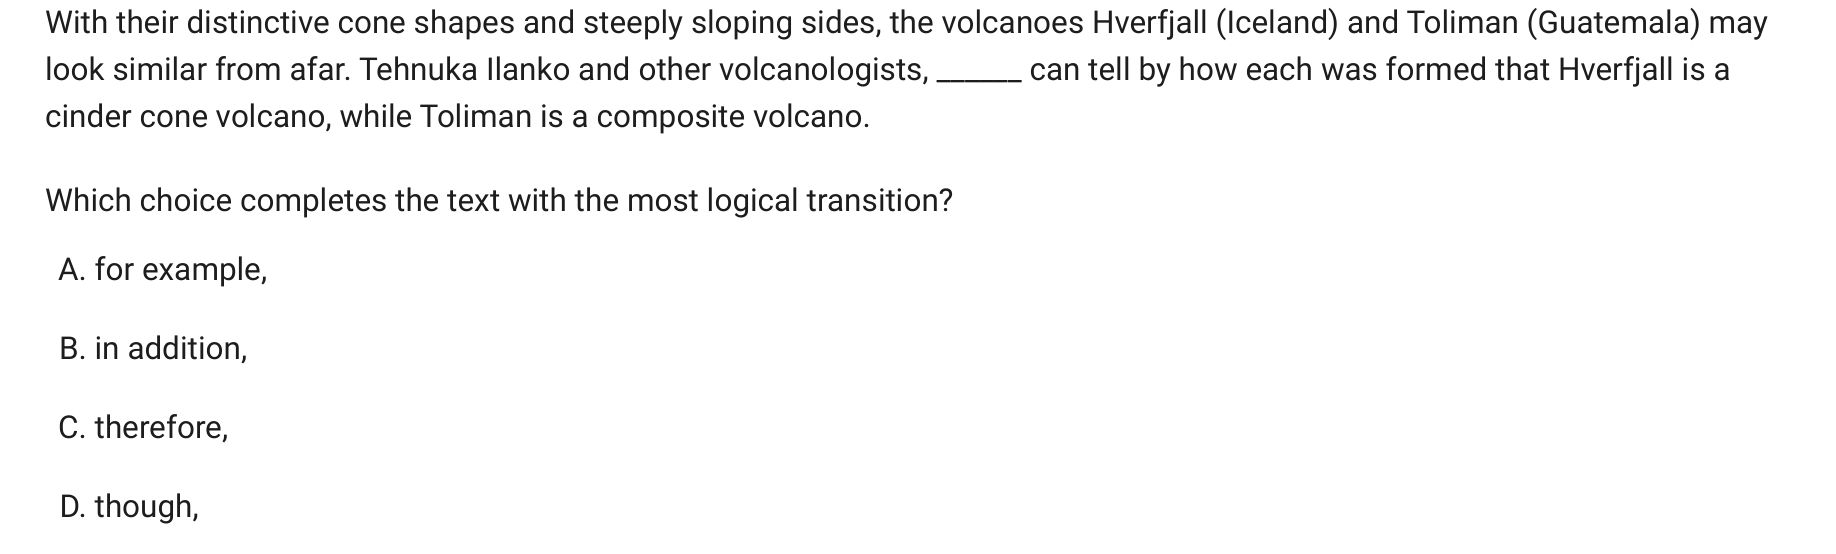 With their distinctive cone shapes and steeply sloping sides, the volcanoes Hverfjall (Iceland) and Toliman (Guatemala) may
look similar from afar. Tehnuka Ilanko and other volcanologists, ______ can tell by how each was formed that Hverfjall is a
cinder cone volcano, while Toliman is a composite volcano.
Which choice completes the text with the most logical transition?
A. for example,
B. in addition,
C. therefore,
D. though,